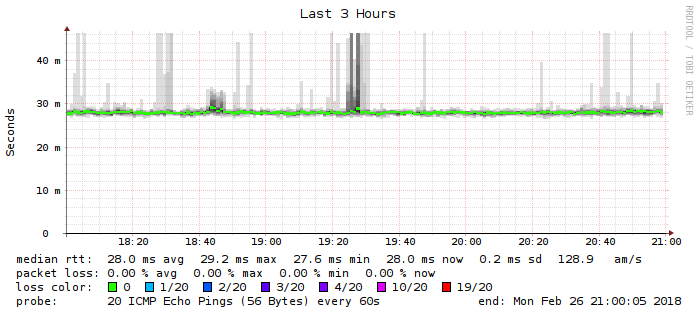 Last 3 Hours
RRDTOOL / TOBI OETIKER
Seconds
40 m
30 m
20 m
10 m
0
18:20 18:40 19:00 19:20 19:40 20:00 20:20 20:40 21:00
median rtt: 28.0 ms avg 29.2 ms max 27.6 ms min 28.0 ms now 0.2 ms sd 128.9 am/s
packet loss: 0.00 % avg 0.00 % max 0.00 % min 0.00 % now
loss color: 0 1/20 2/20 3/20 4/20 10/20 19/20
probe: 20 ICMP Echo Pings (56 Bytes) every 60s end: Mon Feb 26 21:00:05 2018